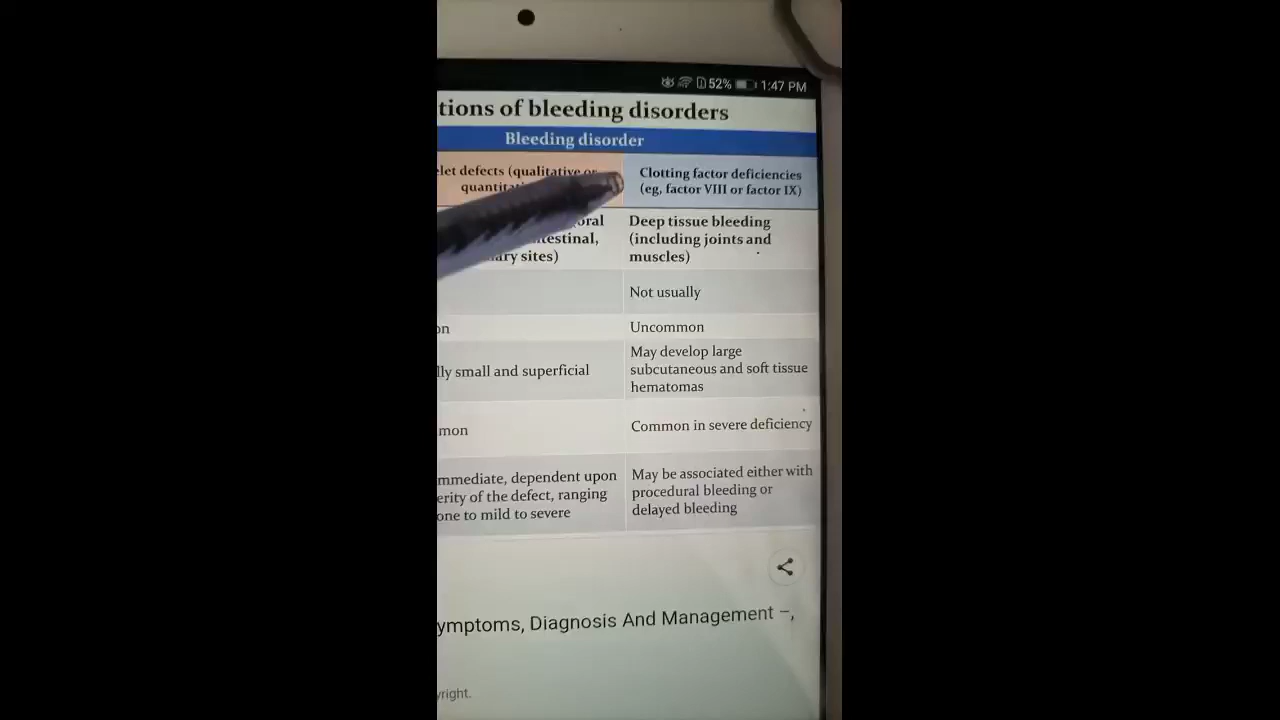 52% 1:47 PM
tions of bleeding disorders
Bleeding disorder
let defects (qualitative or
quantitat
Clotting factor deficiencies
(eg, factor VIII or factor IX)
oral
testinal,
ary sites)
Deep tissue bleeding
(including joints and
muscles)
Not usually
on
Uncommon
lly small and superficial
May develop large
subcutaneous and soft tissue
hematomas
mon
Common in severe deficiency
mmediate, dependent upon
erity of the defect, ranging
one to mild to severe
May be associated either with
procedural bleeding or
delayed bleeding
ymptoms, Diagnosis And Management –,
yright.